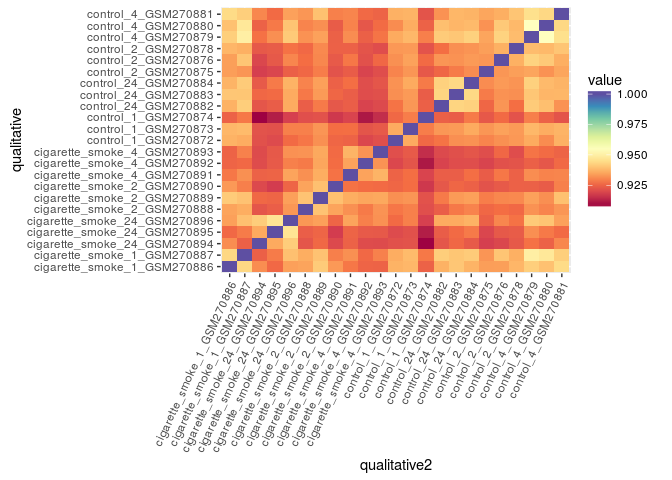 control_4_GSM270881
control_4_GSM270880
control_4_GSM270879
control_2_GSM270878
control_2_GSM270876
control_2_GSM270875
control_24_GSM270884
control_24_GSM270883
control_24_GSM270882
control_1_GSM270874
control_1_GSM270873
control_1_GSM270872
cigarette_smoke_4_GSM270893
cigarette_smoke_4_GSM270892
cigarette_smoke_4_GSM270891
cigarette_smoke_2_GSM270890
cigarette_smoke_2_GSM270889
cigarette_smoke_2_GSM270888
cigarette_smoke_24_GSM270896
cigarette_smoke_24_GSM270895
cigarette_smoke_24_GSM270894
cigarette_smoke_1_GSM270887
cigarette_smoke_1_GSM270886
qualitative
cigarette_smoke_1_GSM270886
cigarette_smoke_1_GSM270887
cigarette_smoke_24_GSM270894
cigarette_smoke_24_GSM270895
cigarette_smoke_24_GSM270896
cigarette_smoke_2_GSM270888
cigarette_smoke_2_GSM270889
cigarette_smoke_2_GSM270890
cigarette_smoke_4_GSM270891
cigarette_smoke_4_GSM270892
cigarette_smoke_4_GSM270893
control_1_GSM270872
control_1_GSM270873
control_1_GSM270874
control_24_GSM270882
control_24_GSM270883
control_24_GSM270884
control_2_GSM270875
control_2_GSM270876
control_2_GSM270878
control_4_GSM270879
control_4_GSM270880
control_4_GSM270881
qualitative2
value
1.000
0.975
0.950
0.925